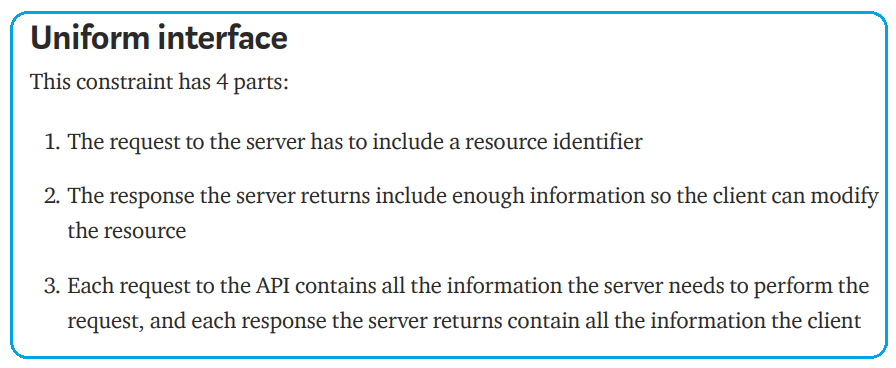 Uniform interface
This constraint has 4 parts:
1. The request to the server has to include a resource identifier
2. The response the server returns include enough information so the client can modify
the resource
3. Each request to the API contains all the information the server needs to perform the
request, and each response the server returns contain all the information the client